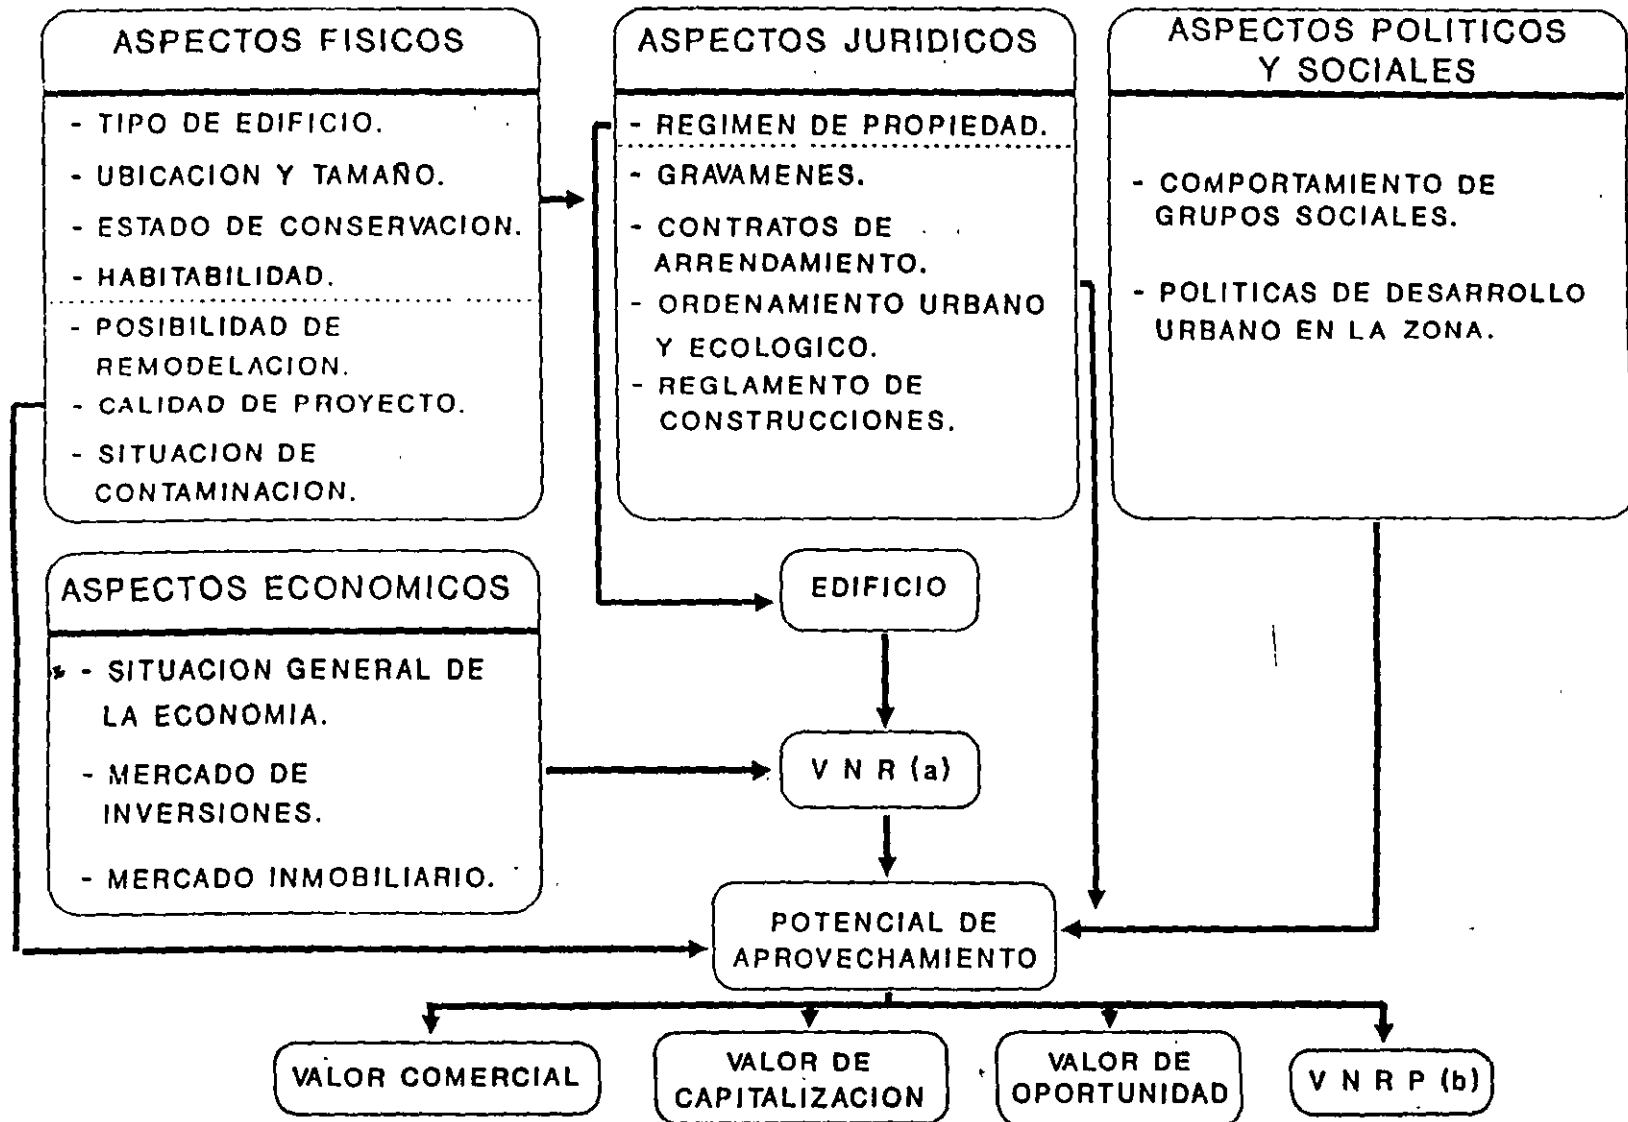 ASPECTOS FISICOS
- TIPO DE EDIFICIO.
- UBICACION Y TAMAÑO.
- ESTADO DE CONSERVACION.
- HABITABILIDAD.
- POSIBILIDAD DE
REMODELACION.
- CALIDAD DE PROYECTO.
- SITUACION DE
CONTAMINACION.
ASPECTOS JURIDICOS
- REGIMEN DE PROPIEDAD.
- GRAVAMENES.
- CONTRATOS DE
ARRENDAMIENTO.
- ORDENAMIENTO URBANO
Y ECOLOGICO.
- REGLAMENTO DE
CONSTRUCCIONES.
ASPECTOS POLITICOS
Y SOCIALES
- COMPORTAMIENTO DE
GRUPOS SOCIALES.
- POLITICAS DE DESARROLLO
URBANO EN LA ZONA.
ASPECTOS ECONOMICOS
- SITUACION GENERAL DE
LA ECONOMIA.
- MERCADO DE
INVERSIONES.
- MERCADO INMOBILIARIO.
EDIFICIO
V N R (a)
POTENCIAL DE
APROVECHAMIENTO
VALOR COMERCIAL
VALOR DE
CAPITALIZACION
VALOR DE
OPORTUNIDAD
V N R P (b)